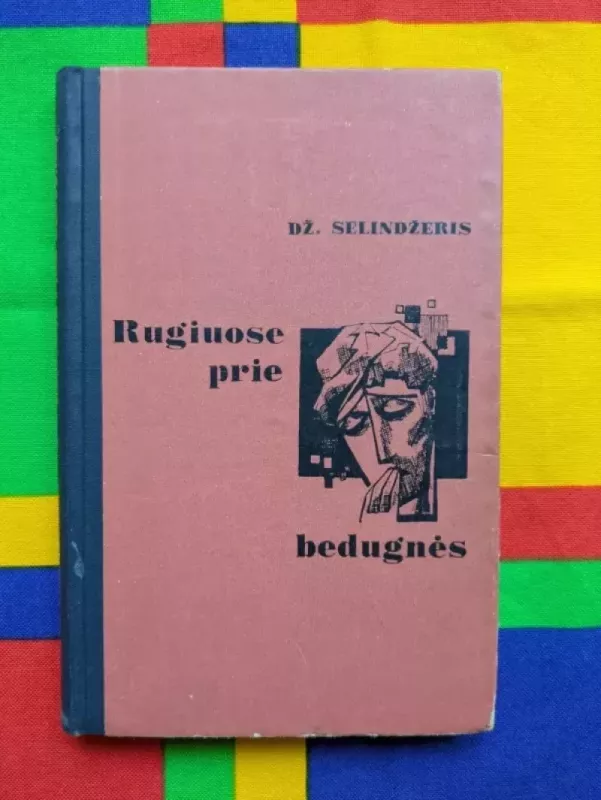 DŽ. SELINDŽERIS
Rugiuose
prie
bedugnės